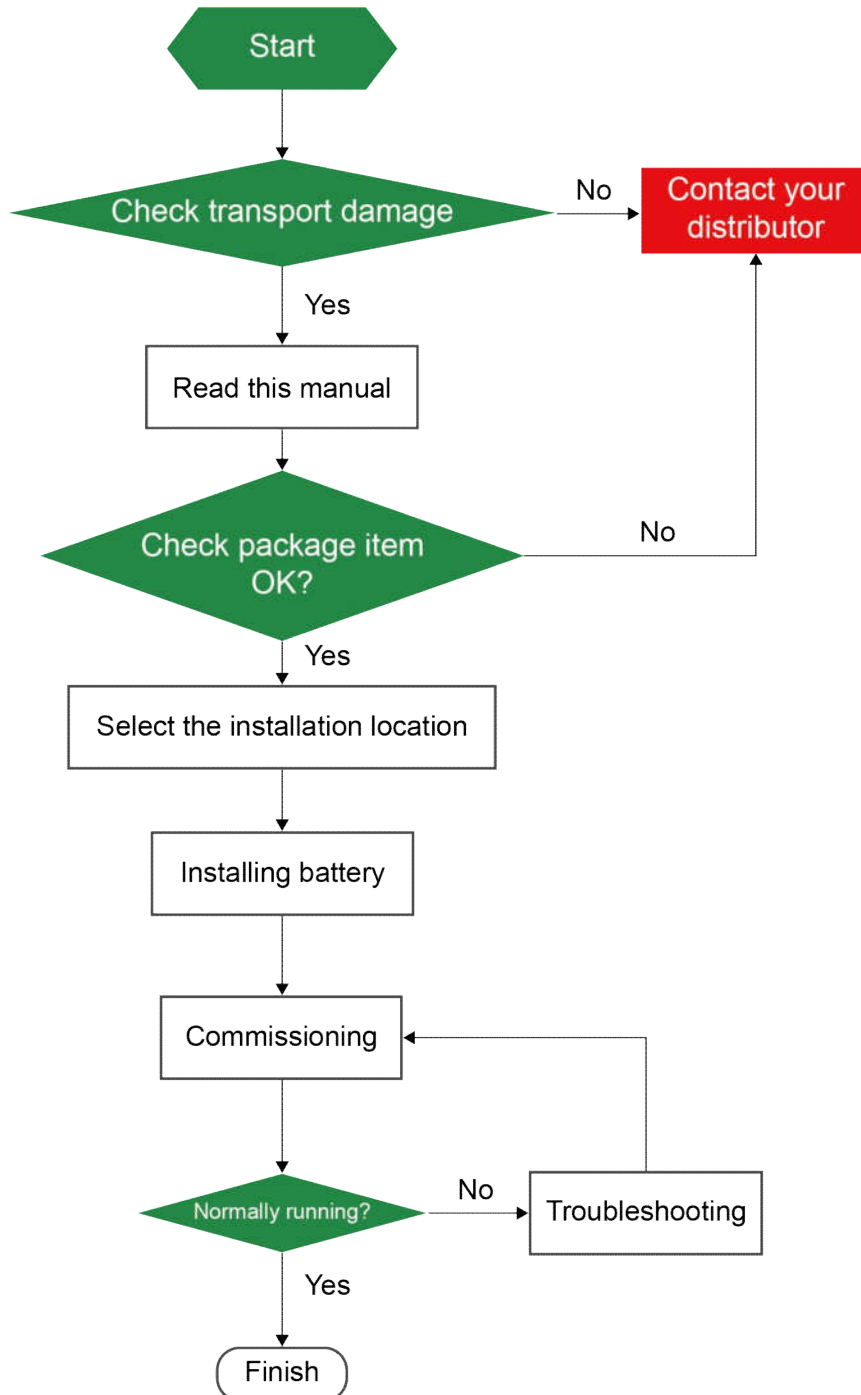 Start
Check transport damage
No
Contact your
distributor
Yes
Read this manual
Check package item
OK?
No
Yes
Select the installation location
Installing battery
Commissioning
Normally running?
No
Troubleshooting
Yes
Finish